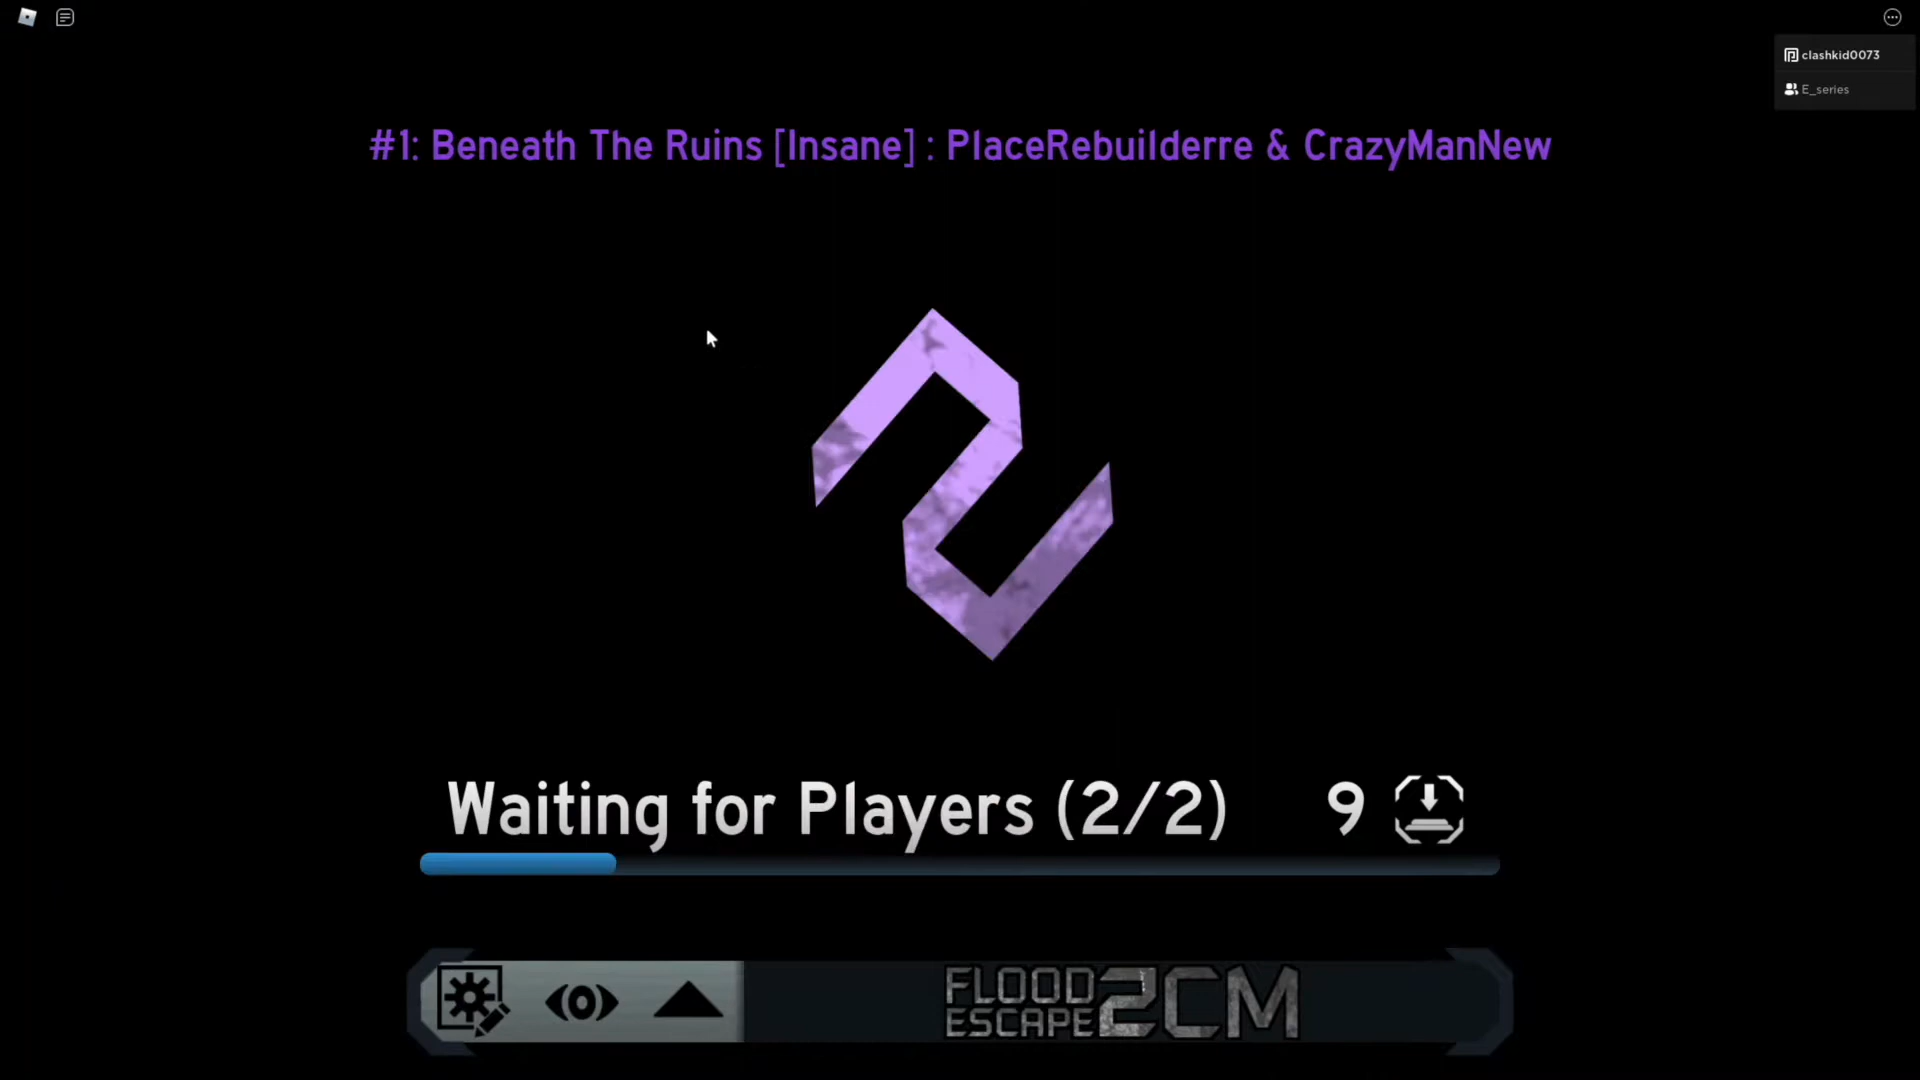 clashkid0073
E_series
#1: Beneath The Ruins [Insane] : PlaceRebuilderre & CrazyManNew
Waiting for Players (2/2) 9
FLOOD ESCAPE 2CM